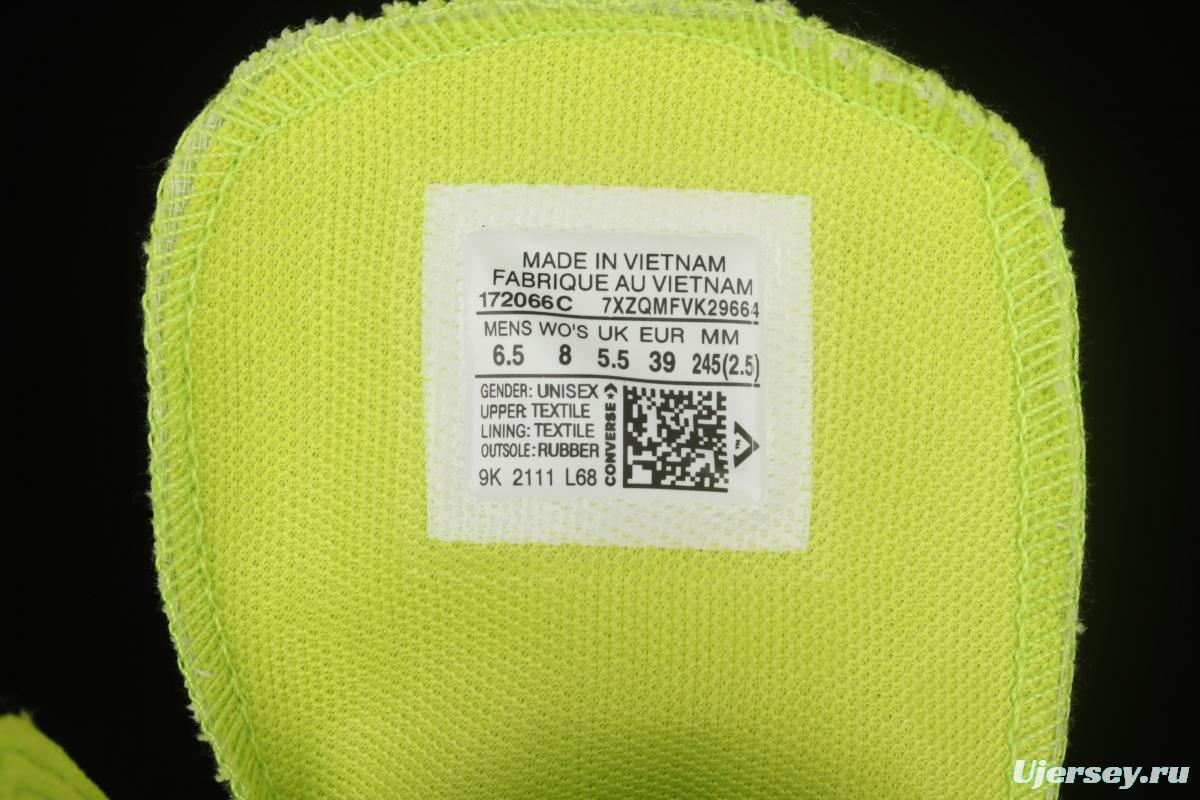 MADE IN VIETNAM
FABRIQUE AU VIETNAM
172066C 7XZQMFVK29664
MENS WO'S UK EUR MM
6.5 8 5.5 39 245(2.5)
GENDER: UNISEX
UPPER: TEXTILE
LINING: TEXTILE
OUTSOLE: RUBBER
9K 2111 L68
CONVERSE
Ujersey.ru